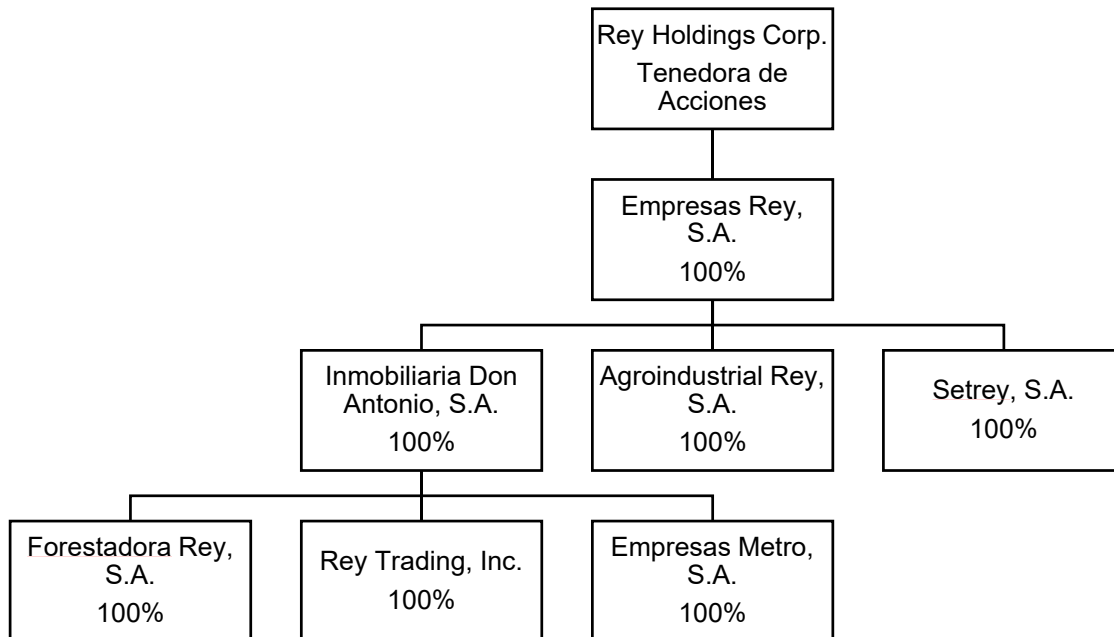 Rey Holdings Corp.
Tenedora de
Acciones
Empresas Rey,
S.A.
100%
Inmobiliaria Don
Antonio, S.A.
100%
Agroindustrial Rey,
S.A.
100%
Setrey, S.A.
100%
Forestadora Rey,
S.A.
100%
Rey Trading, Inc.
100%
Empresas Metro,
S.A.
100%